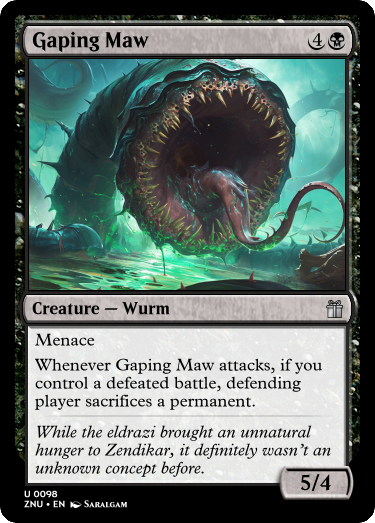 Gaping Maw 4
Creature — Wurm
Menace
Whenever Gaping Maw attacks, if you
control a defeated battle, defending
player sacrifices a permanent.
While the eldrazi brought an unnatural
hunger to Zendikar, it definitely wasn't an
unknown concept before.
5/4
U 0098
ZNU • EN Saralgam